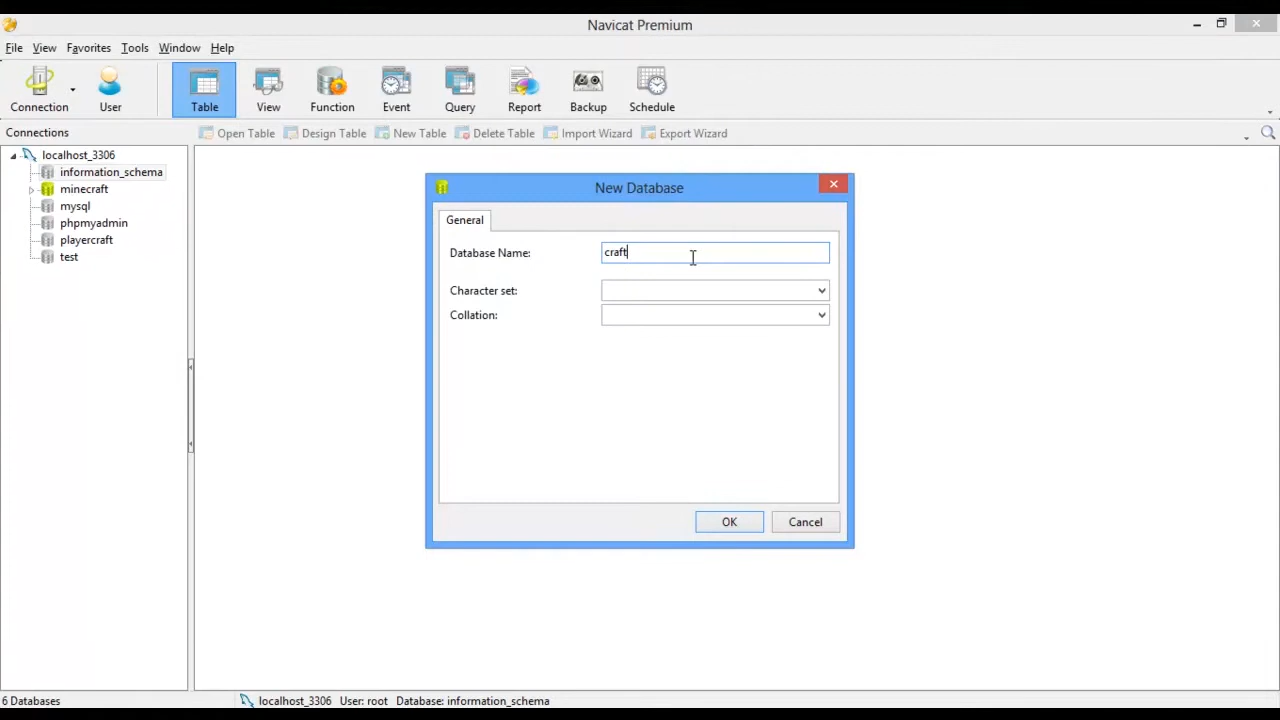 Navicat Premium
File View Favorites Tools Window Help
Connection User Table View Function Event Query Report Backup Schedule
Connections Open Table Design Table New Table Delete Table Import Wizard Export Wizard
localhost_3306
information_schema
minecraft
mysql
phpmyadmin
playercraft
test
New Database
General
Database Name: craft
Character set:
Collation:
OK Cancel
6 Databases localhost_3306 User: root Database: information_schema